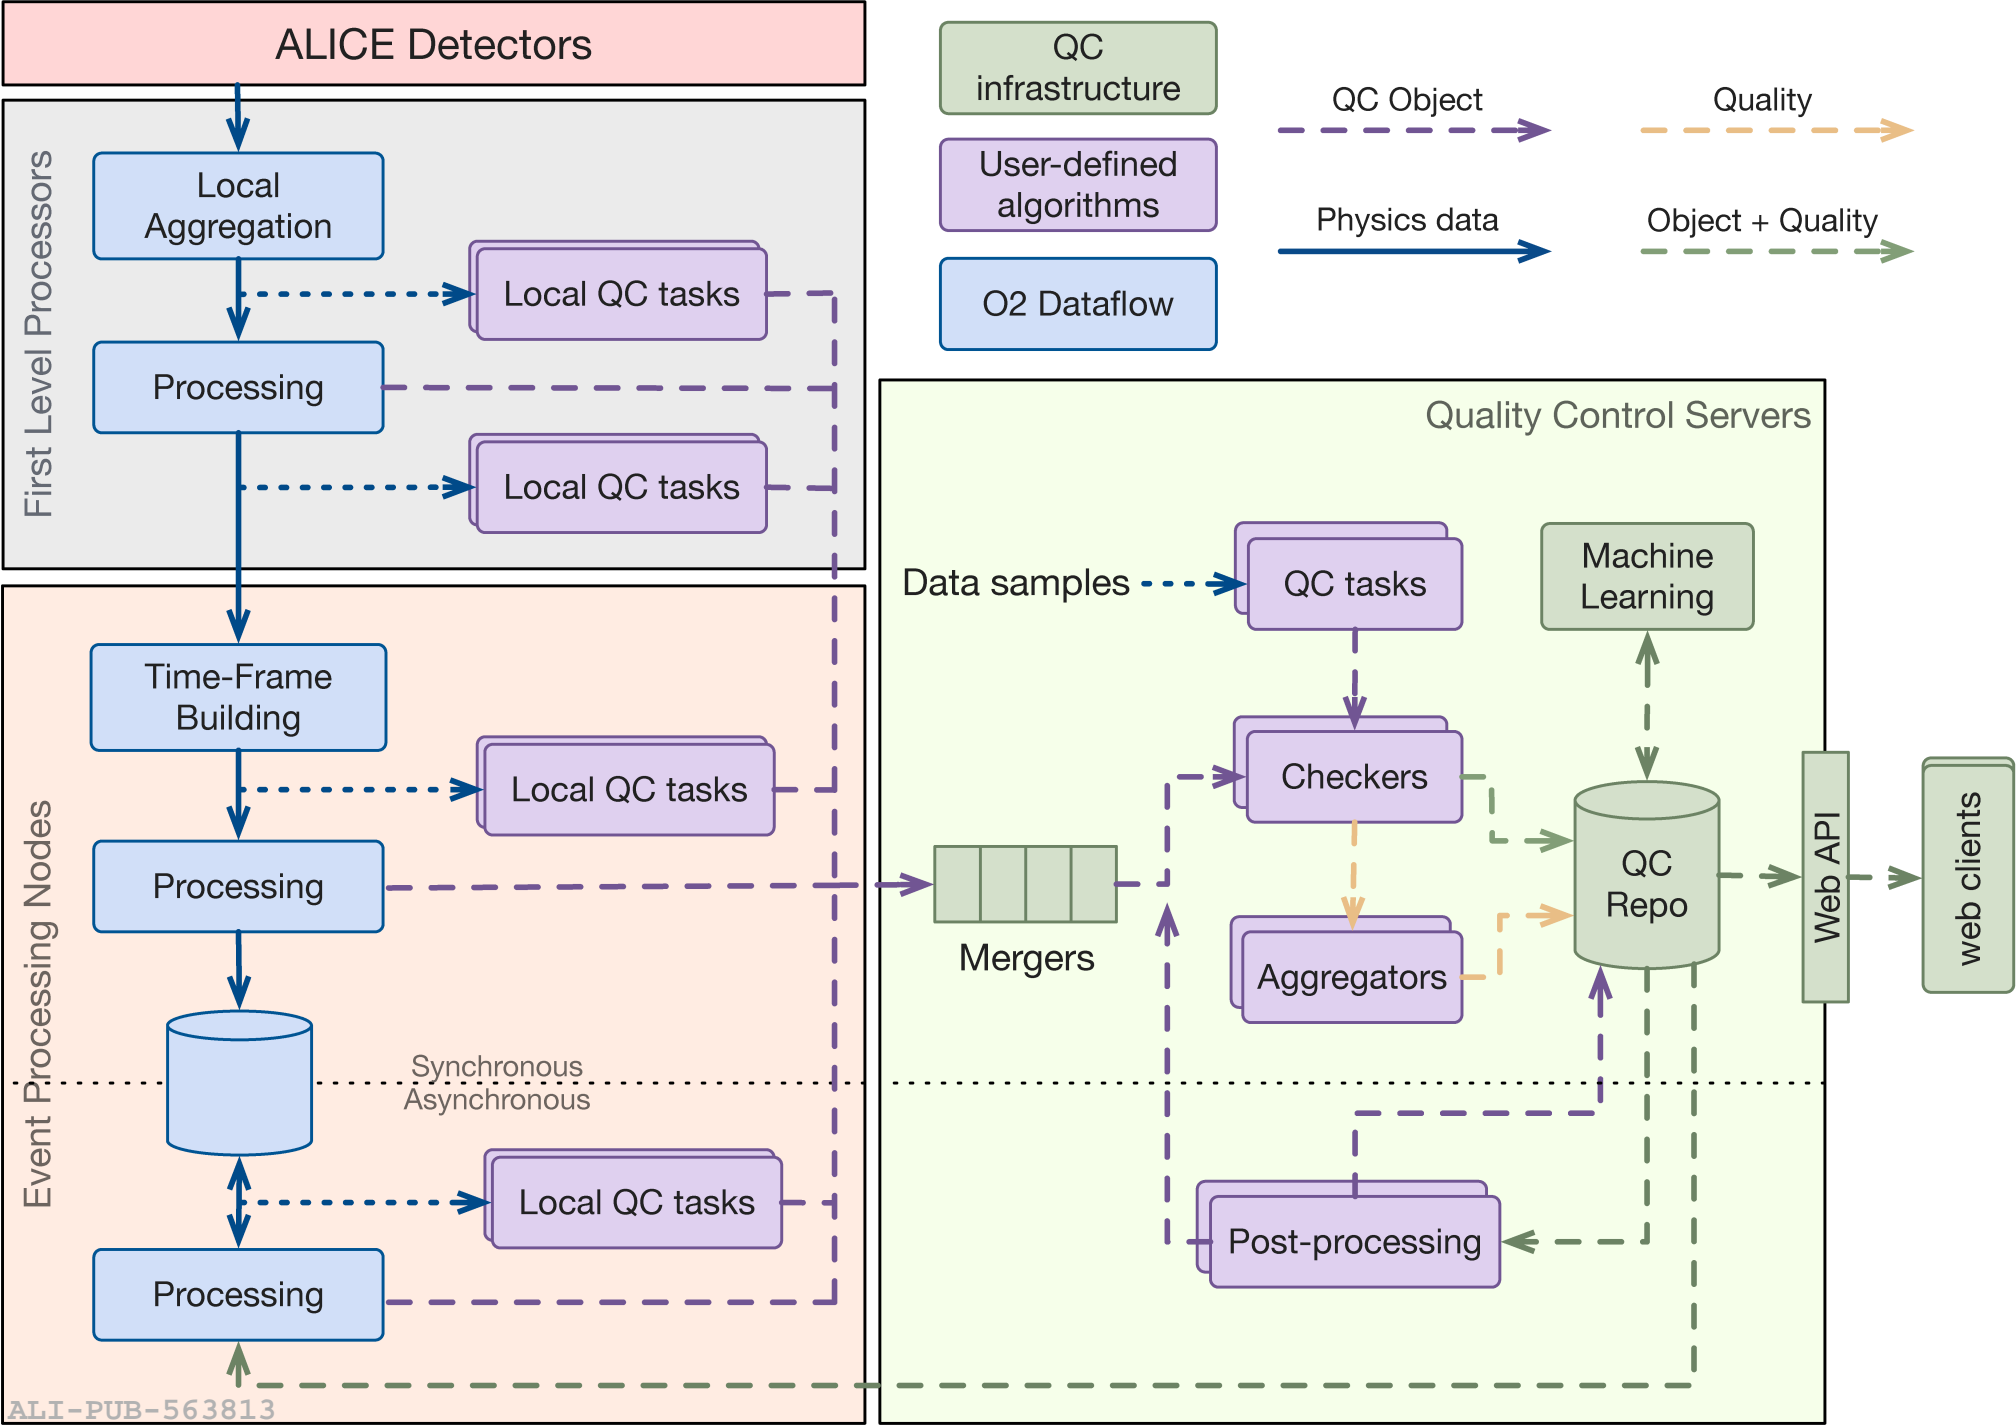 ALICE Detectors
First Level Processors
Local
Aggregation
Local QC tasks
Processing
Local QC tasks
Event Processing Nodes
Time-Frame
Building
Local QC tasks
Processing
Synchronous
Asynchronous
Local QC tasks
Processing
ALI-PUB-563813
QC
infrastructure
User-defined
algorithms
O2 Dataflow
QC Object
Quality
Physics data
Object + Quality
Quality Control Servers
Data samples
QC tasks
Machine
Learning
Checkers
Mergers
Aggregators
QC
Repo
Web API
web clients
Post-processing